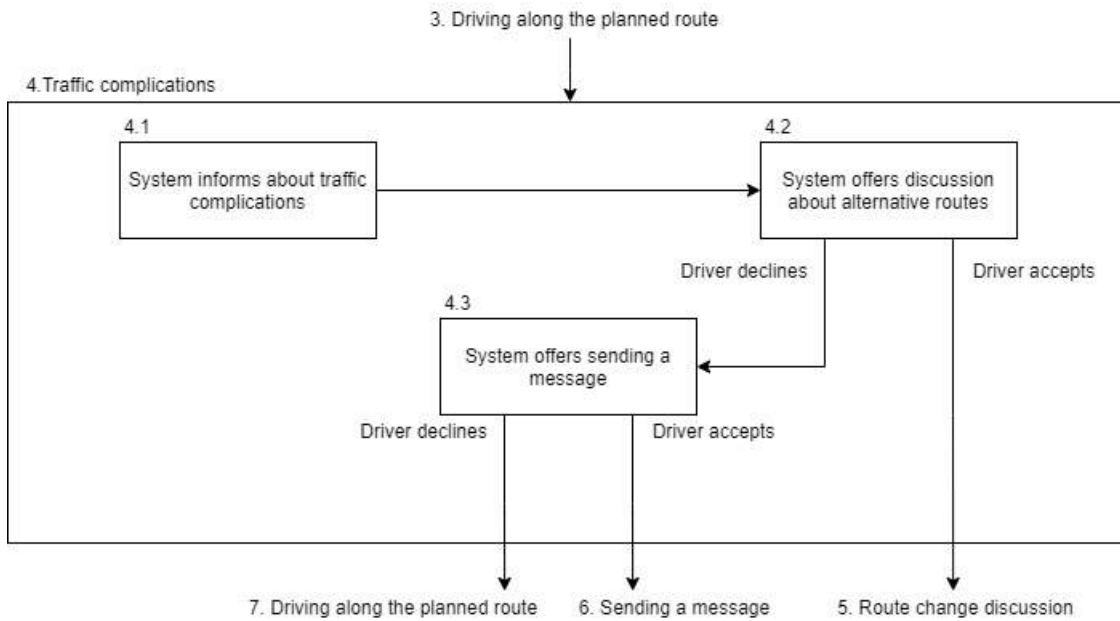 3. Driving along the planned route
4.Traffic complications
4.1
System informs about traffic
complications
4.2
System offers discussion
about alternative routes
Driver declines
Driver accepts
4.3
System offers sending a
message
Driver declines
Driver accepts
7. Driving along the planned route
6. Sending a message
5. Route change discussion